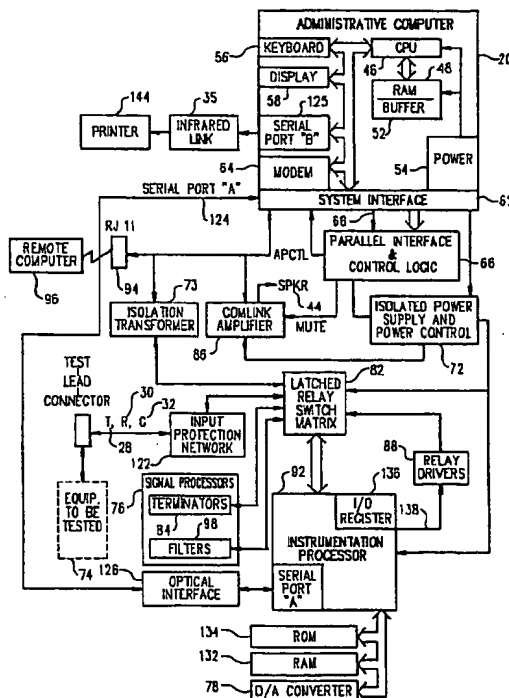 ADMINISTRATIVE COMPUTER
KEYBOARD
CPU
56
46
48
20
DISPLAY
58
125
RAM
BUFFER
52
144
35
PRINTER
INFRARED
LINK
SERIAL
PORT "B"
64
54
POWER
MODEM
SERIAL PORT "A"
124
SYSTEM INTERFACE
RJ 11
68
REMOTE
COMPUTER
96
94
APCTL
PARALLEL INTERFACE
&
CONTROL LOGIC
66
73
SPKR
44
MUTE
ISOLATION
TRANSFORMER
COMLINK
AMPLIFIER
86
ISOLATED POWER
SUPPLY AND
POWER CONTROL
72
TEST
LEAD
CONNECTOR
30
T, R, G
32
28
82
LATCHED
RELAY
SWITCH
MATRIX
INPUT
PROTECTION
NETWORK
122
88
RELAY
DRIVERS
SIGNAL PROCESSORS
TERMINATORS
76
84
98
FILTERS
92
136
I/O
REGISTER
138
EQUIP.
TO BE
TESTED
74
INSTRUMENTATION
PROCESSOR
126
OPTICAL
INTERFACE
SERIAL
PORT
"A"
134
ROM
132
RAM
78
D/A CONVERTER